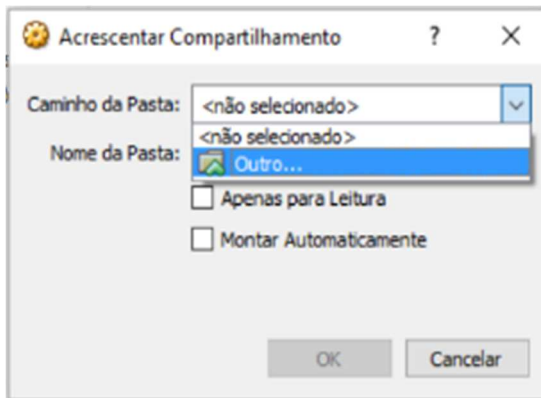 Acrescentar Compartilhamento ? X
Caminho da Pasta: <não selecionado>
<não selecionado>
Nome da Pasta: Outro...
Apenas para Leitura
Montar Automaticamente
OK Cancelar